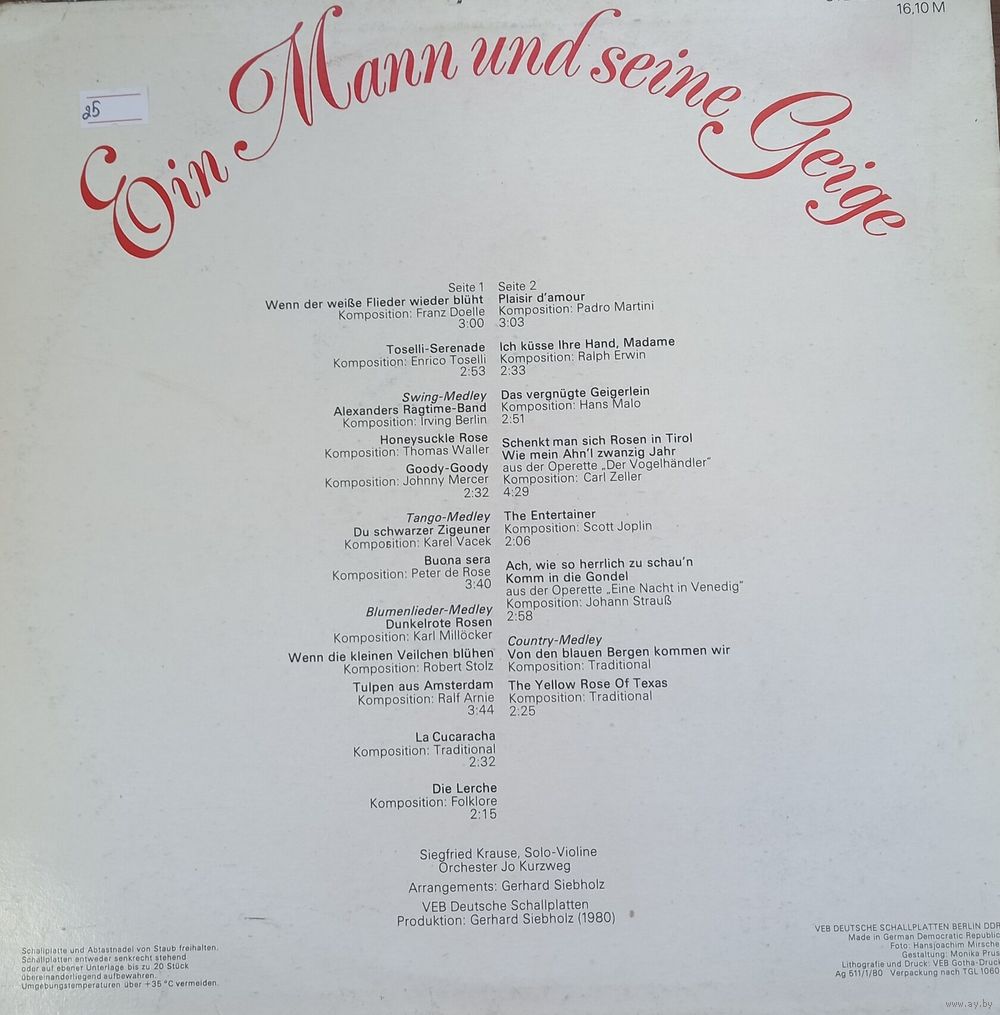 16,10 M
Ein Mann und seine Geige
25
Seite 1
Wenn der weiße Flieder wieder blüht
Komposition: Franz Doelle
3:00
Toselli-Serenade
Komposition: Enrico Toselli
2:53
Swing-Medley
Alexanders Ragtime-Band
Komposition: Irving Berlin
Honeysuckle Rose
Komposition: Thomas Waller
Goody-Goody
Komposition: Johnny Mercer
2:32
Tango-Medley
Du schwarzer Zigeuner
Komposition: Karel Vacek
Buona sera
Komposition: Peter de Rose
3:40
Blumenlieder-Medley
Dunkelrote Rosen
Komposition: Karl Millöcker
Wenn die kleinen Veilchen blühen
Komposition: Robert Stolz
Tulpen aus Amsterdam
Komposition: Ralf Arnie
3:44
La Cucaracha
Komposition: Traditional
2:32
Die Lerche
Komposition: Folklore
2:15
Seite 2
Plaisir d'amour
Komposition: Padro Martini
3:03
Ich küsse Ihre Hand, Madame
Komposition: Ralph Erwin
2:33
Das vergnügte Geigerlein
Komposition: Hans Malo
2:51
Schenkt man sich Rosen in Tirol
Wie mein Ahn'l zwanzig Jahr
aus der Operette „Der Vogelhändler“
Komposition: Carl Zeller
4:29
The Entertainer
Komposition: Scott Joplin
2:06
Ach, wie so herrlich zu schau'n
Komm in die Gondel
aus der Operette „Eine Nacht in Venedig“
Komposition: Johann Strauß
2:58
Country-Medley
Von den blauen Bergen kommen wir
Komposition: Traditional
The Yellow Rose Of Texas
Komposition: Traditional
2:25
Siegfried Krause, Solo-Violine
Orchester Jo Kurzweg
Arrangements: Gerhard Siebholz
VEB Deutsche Schallplatten
Produktion: Gerhard Siebholz (1980)
Schallplatte und Abtastnadel von Staub freihalten.
Schallplatten entweder senkrecht stehend
oder auf ebener Unterlage bis zu 20 Stück
übereinanderliegend aufbewahren.
Umgebungstemperaturen über +35 °C vermeiden.
VEB DEUTSCHE SCHALLPLATTEN BERLIN DDR
Made in German Democratic Republic
Foto: Hansjoachim Mirsche
Gestaltung: Monika Prus
Lithografie und Druck: VEB Gotha-Druck
Ag 511/1/80 Verpackung nach TGL 1060
www.ay.by